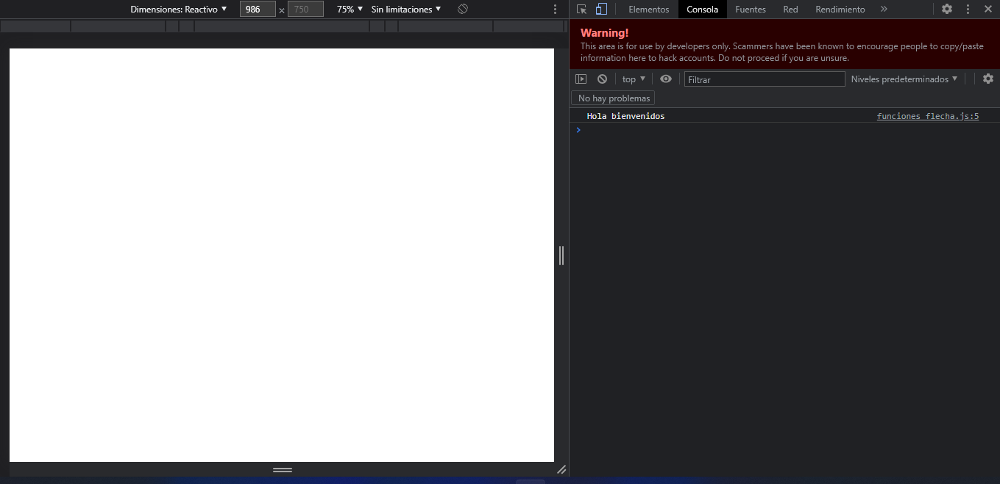 Dimensiones: Reactivo ▼ 986 × 750 75% ▼ Sin limitaciones ▼
Elementos Consola Fuentes Red Rendimiento »
Warning!
This area is for use by developers only. Scammers have been known to encourage people to copy/paste
information here to hack accounts. Do not proceed if you are unsure.
top ▼ Filtrar Niveles predeterminados ▼
No hay problemas
Hola bienvenidos funciones flecha.js:5